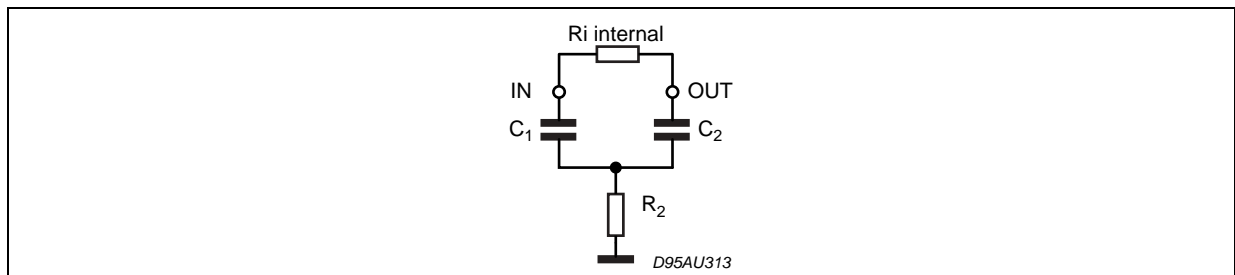 Ri internal
IN OUT
C1 C2
R2
D95AU313